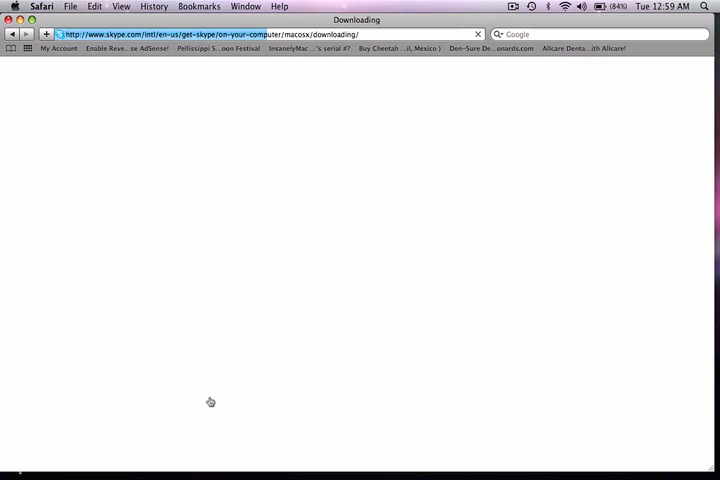 Safari File Edit View History Bookmarks Window Help (84%) Tue 12:59 AM
Downloading
http://www.skype.com/intl/en-us/get-skype/on-your-computer/macosx/downloading/ Google
My Account Enable Reve...se AdSense! Pellissippi S...oon Festival InsanelyMac ...'s serial #? Buy Cheetah ...il, Mexico ) Den-Sure De...onards.com Allcare Denta...ith Allcare!